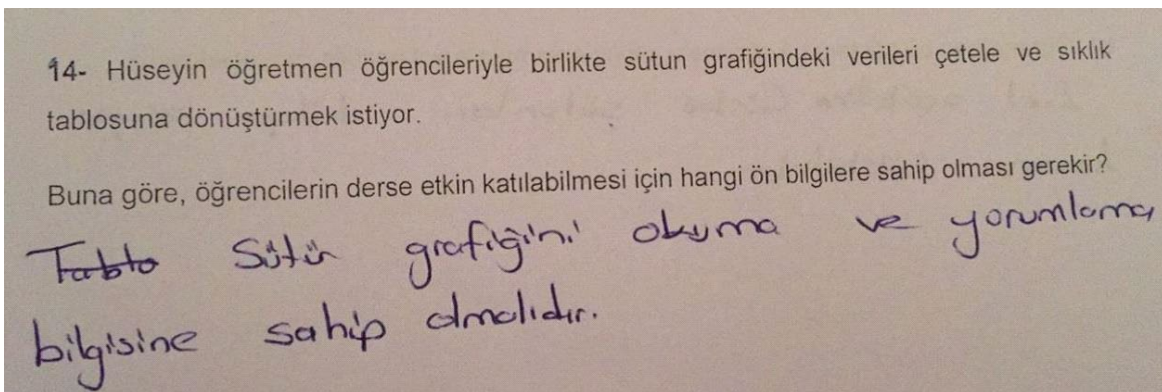 14- Hüseyin öğretmen öğrencileriyle birlikte sütun grafiğindeki verileri çetele ve sıklık
tablosuna dönüştürmek istiyor.
Buna göre, öğrencilerin derse etkin katılabilmesi için hangi ön bilgilere sahip olması gerekir?
Tablo Sütün grafiğini okuma ve yorumlama
bilgisine sahip olmalıdır.